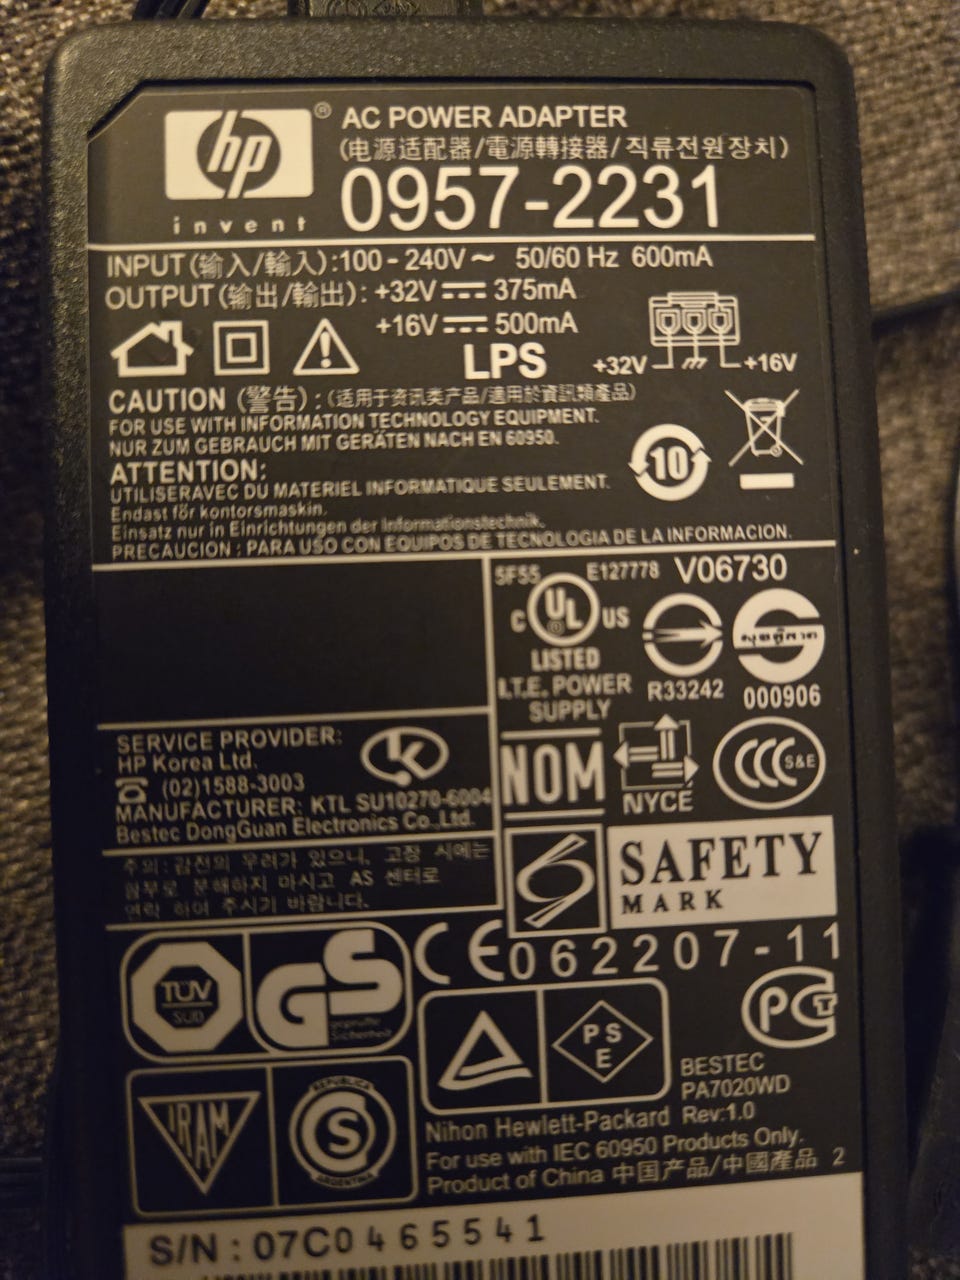 hp® AC POWER ADAPTER
(电源适配器/電源轉接器/직류전원장치)
invent 0957-2231
INPUT(输入/輸入):100 - 240V ~ 50/60 Hz 600mA
OUTPUT(输出/輸出): +32V 375mA
+16V 500mA
LPS
+32V +16V
CAUTION (警告):(适用于资讯类产品/適用於資訊類產品)
FOR USE WITH INFORMATION TECHNOLOGY EQUIPMENT.
NUR ZUM GEBRAUCH MIT GERÄTEN NACH EN 60950.
10
ATTENTION:
UTILISERAVEC DU MATERIEL INFORMATIQUE SEULEMENT.
Endast för kontorsmaskin.
Einsatz nur in Einrichtungen der Informationstechnik.
PRECAUCION : PARA USO CON EQUIPOS DE TECNOLOGIA DE LA INFORMACION.
5F55 E127778 V06730
C UL US
LISTED
I.T.E. POWER
SUPPLY
R33242 000906
SERVICE PROVIDER:
HP Korea Ltd.
(02)1588-3003
MANUFACTURER: KTL SU10270-6004
Bestec DongGuan Electronics Co.,Ltd.
NOM NYCE CCC S&E
주의: 감전의 우려가 있으니, 고장 시에는
함부로 분해하지 마시고 AS 센터로
연락 하여 주시기 바랍니다.
SAFETY
MARK
TÜV
SÜD
GS
geprüfte
Sicherheit
CE 062207-11
PS
E
PCT
BESTEC
PA7020WD
Rev:1.0
IRAM
REPUBLICA
S
ARGENTINA
Nihon Hewlett-Packard
For use with IEC 60950 Products Only.
Product of China 中国产品/中國產品 2
S/N : 07C0465541